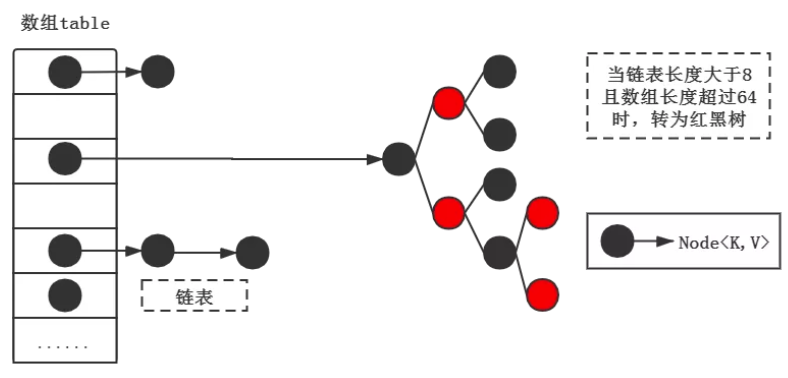 数组table
当链表长度大于8
且数组长度超过64
时，转为红黑树
Node<K,V>
链表
......